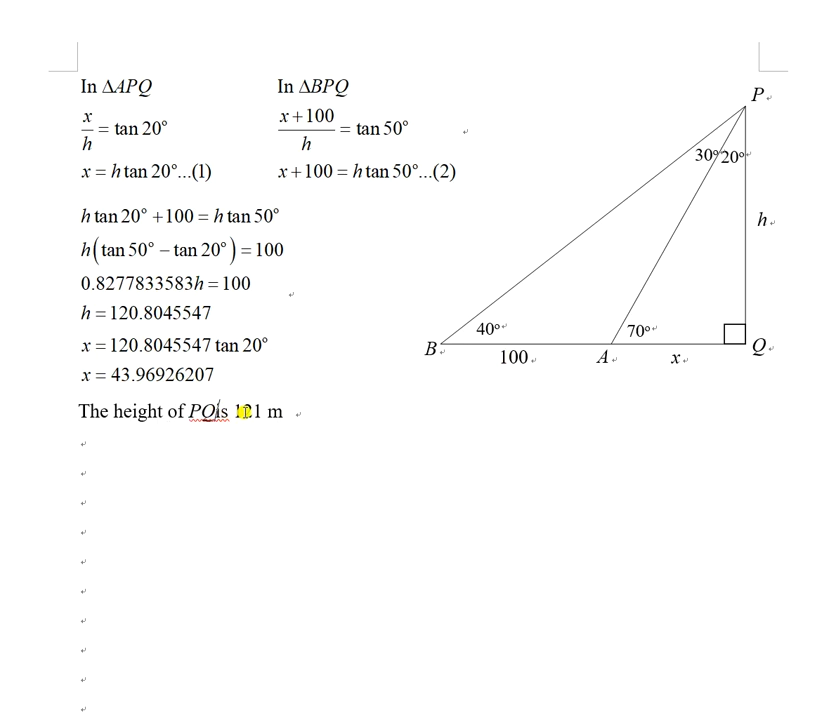 In ΔAPQ
x/h = tan 20°
x = h tan 20°...(1)
In ΔBPQ
(x + 100)/h = tan 50°
x + 100 = h tan 50°...(2)
h tan 20° + 100 = h tan 50°
h(tan 50° − tan 20°) = 100
0.8277833583h = 100
h = 120.8045547
x = 120.8045547 tan 20°
x = 43.96926207
The height of PQis 121 m
P
30° 20°
h
40° 70°
B A Q
100 x